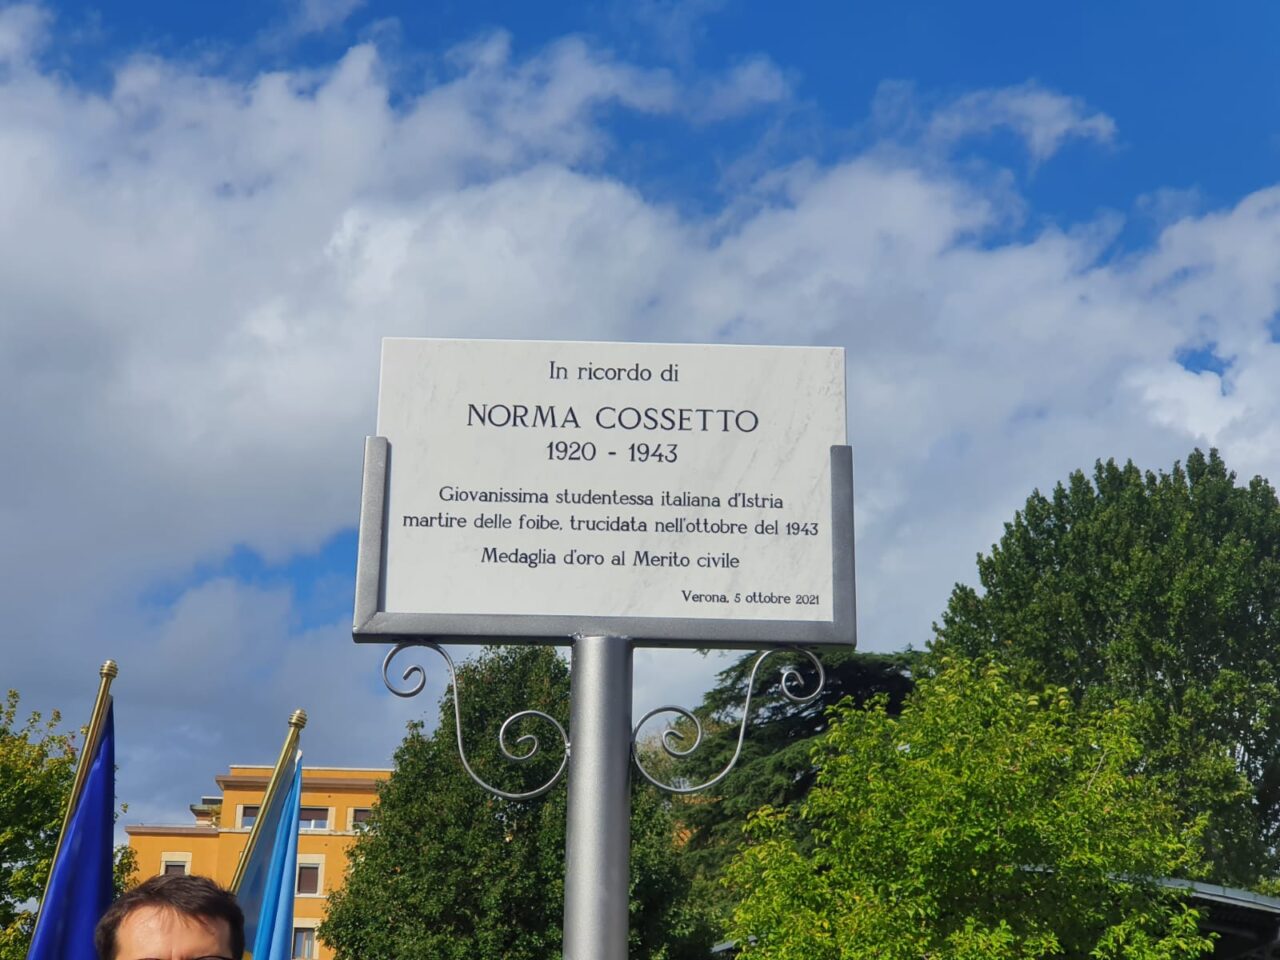 In ricordo di
NORMA COSSETTO
1920 - 1943
Giovanissima studentessa italiana d'Istria
martire delle foibe, trucidata nell'ottobre del 1943
Medaglia d'oro al Merito civile
Verona, 5 ottobre 2021